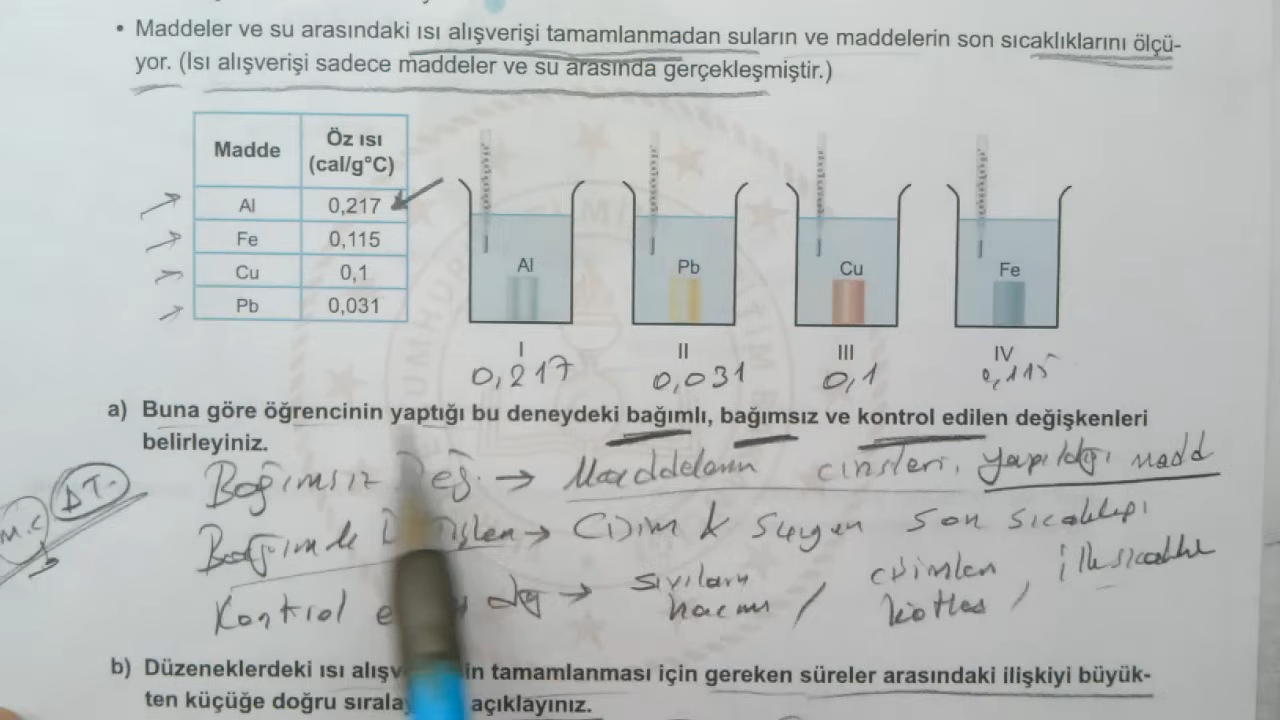 • Maddeler ve su arasındaki ısı alışverişi tamamlanmadan suların ve maddelerin son sıcaklıklarını ölçü-
yor. (Isı alışverişi sadece maddeler ve su arasında gerçekleşmiştir.)
Madde Öz ısı (cal/g°C)
Al 0,217
Fe 0,115
Cu 0,1
Pb 0,031
Al Pb Cu Fe
I II III IV
0,217 0,031 0,1 0,115
a) Buna göre öğrencinin yaptığı bu deneydeki bağımlı, bağımsız ve kontrol edilen değişkenleri
belirleyiniz.
Bağımsız Değ. → Maddelerin cinsleri, yapıldığı madd
Bağımlı → Cisim son sıcaklığı
Kontrol → sıvıların hacmi / cisimlerin kütlesi / ilk sıcaklık
m.c ΔT.
b) Düzeneklerdeki ısı tamamlanması için gereken süreler arasındaki ilişkiyi büyük-
ten küçüğe doğru açıklayınız.